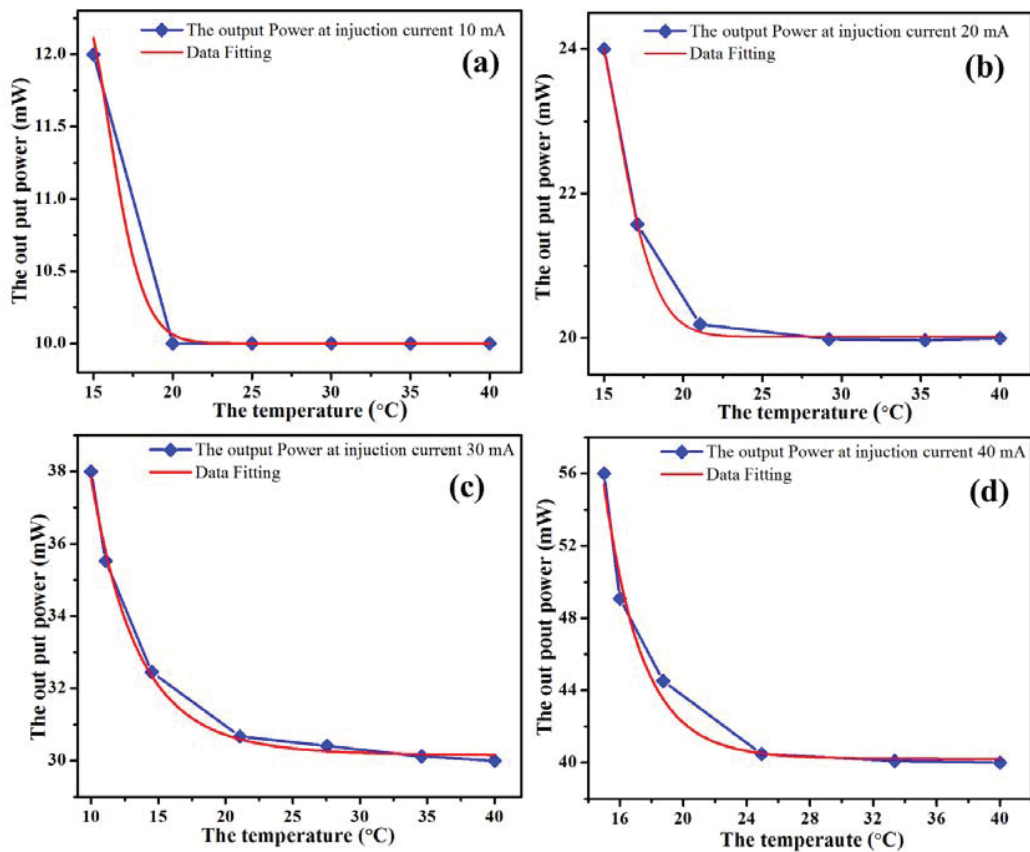 The output Power at injuction current 10 mA
Data Fitting
(a)
The out put power (mW)
12.0
11.5
11.0
10.5
10.0
15 20 25 30 35 40
The temperature (°C)
The output Power at injuction current 20 mA
Data Fitting
(b)
The out put power (mW)
24
22
20
15 20 25 30 35 40
The temperature (°C)
The output Power at injection current 30 mA
Data Fitting
(c)
The out put power (mW)
38
36
34
32
30
10 15 20 25 30 35 40
The temperature (°C)
The output Power at injection current 40 mA
Data Fitting
(d)
The out pout power (mW)
56
52
48
44
40
16 20 24 28 32 36 40
The temperaute (°C)